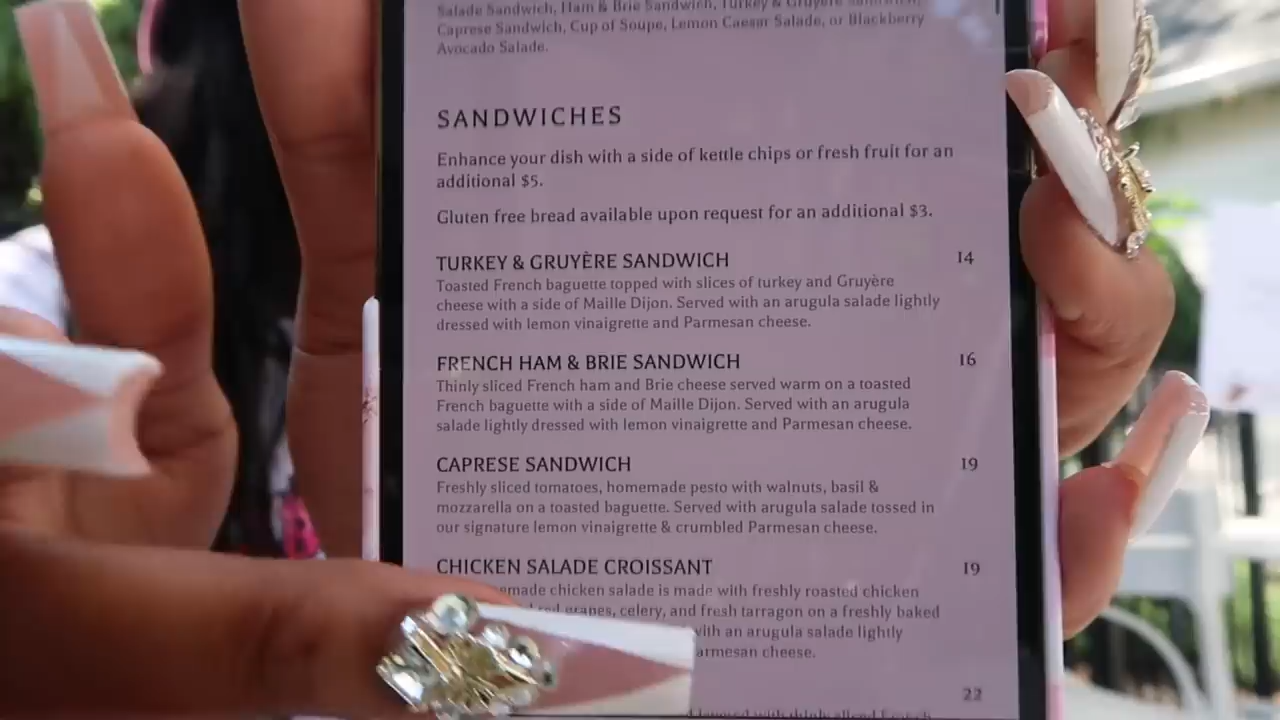 Salade Sandwich, Ham & Brie Sandwich, Turkey & Gruyère Sandwich,
Caprese Sandwich, Cup of Soupe, Lemon Caesar Salade, or Blackberry
Avocado Salade.
SANDWICHES
Enhance your dish with a side of kettle chips or fresh fruit for an
additional $5.
Gluten free bread available upon request for an additional $3.
TURKEY & GRUYÈRE SANDWICH 14
Toasted French baguette topped with slices of turkey and Gruyère
cheese with a side of Maille Dijon. Served with an arugula salade lightly
dressed with lemon vinaigrette and Parmesan cheese.
FRENCH HAM & BRIE SANDWICH 16
Thinly sliced French ham and Brie cheese served warm on a toasted
French baguette with a side of Maille Dijon. Served with an arugula
salade lightly dressed with lemon vinaigrette and Parmesan cheese.
CAPRESE SANDWICH 19
Freshly sliced tomatoes, homemade pesto with walnuts, basil &
mozzarella on a toasted baguette. Served with arugula salade tossed in
our signature lemon vinaigrette & crumbled Parmesan cheese.
CHICKEN SALADE CROISSANT 19
made chicken salade is made with freshly roasted chicken
red grapes, celery, and fresh tarragon on a freshly baked
with an arugula salade lightly
armesan cheese.
22
layered with thinly sliced French